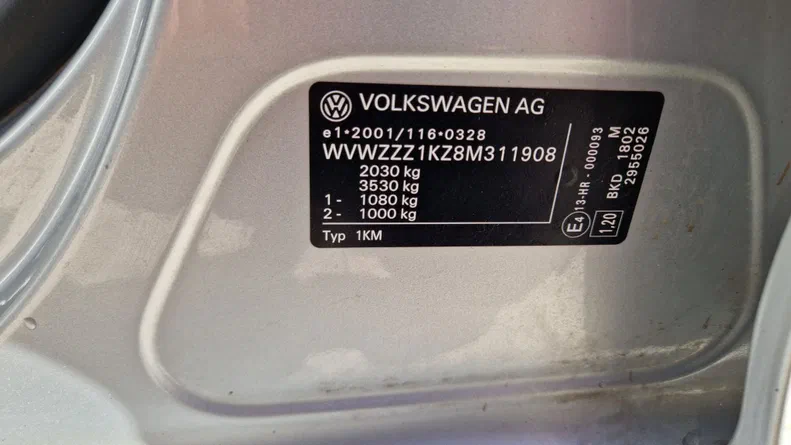 VOLKSWAGEN AG
e1*2001/116*0328
WVWZZZ1KZ8M311908
2030 kg
3530 kg
1 - 1080 kg
2 - 1000 kg
Typ 1KM
E4 13-HR - 000093
1,20
M
BKD 1802
2955026